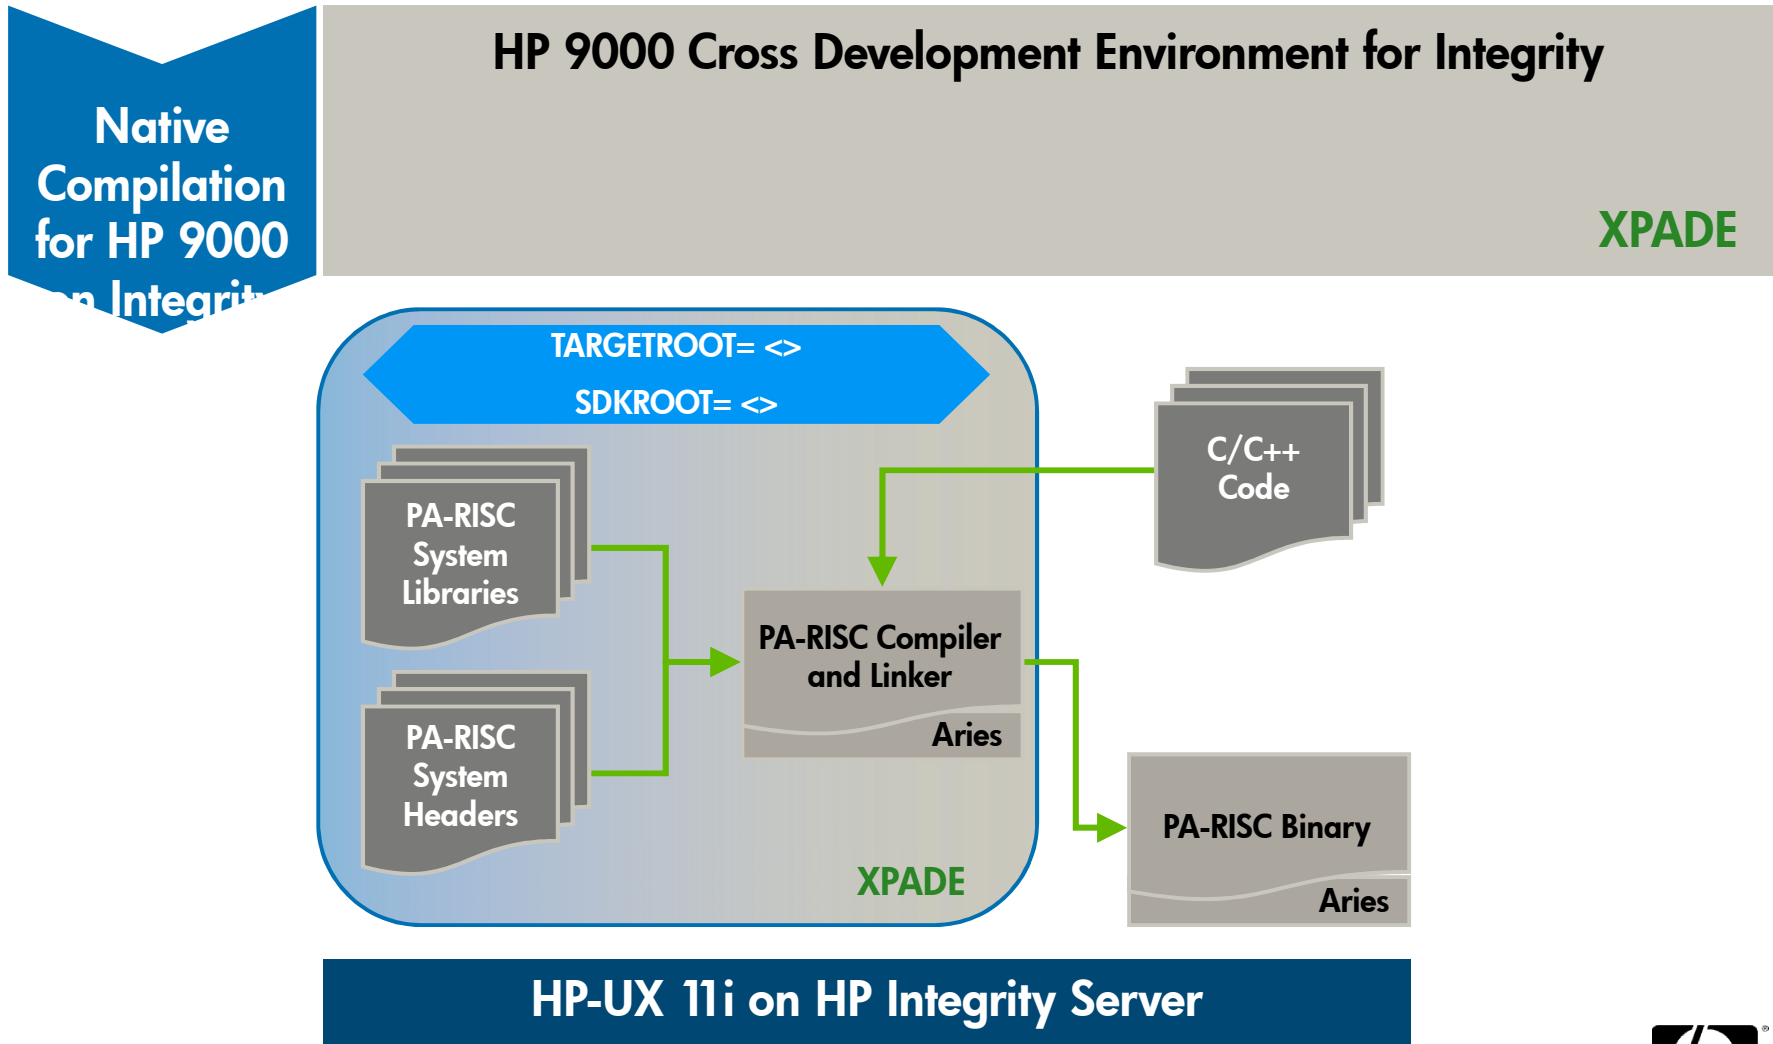 HP 9000 Cross Development Environment for Integrity
Native
Compilation
for HP 9000
on Integrity
XPADE
TARGETROOT= <>
SDKROOT= <>
C/C++
Code
PA-RISC
System
Libraries
PA-RISC Compiler
and Linker
Aries
PA-RISC
System
Headers
PA-RISC Binary
Aries
XPADE
HP-UX 11i on HP Integrity Server
®